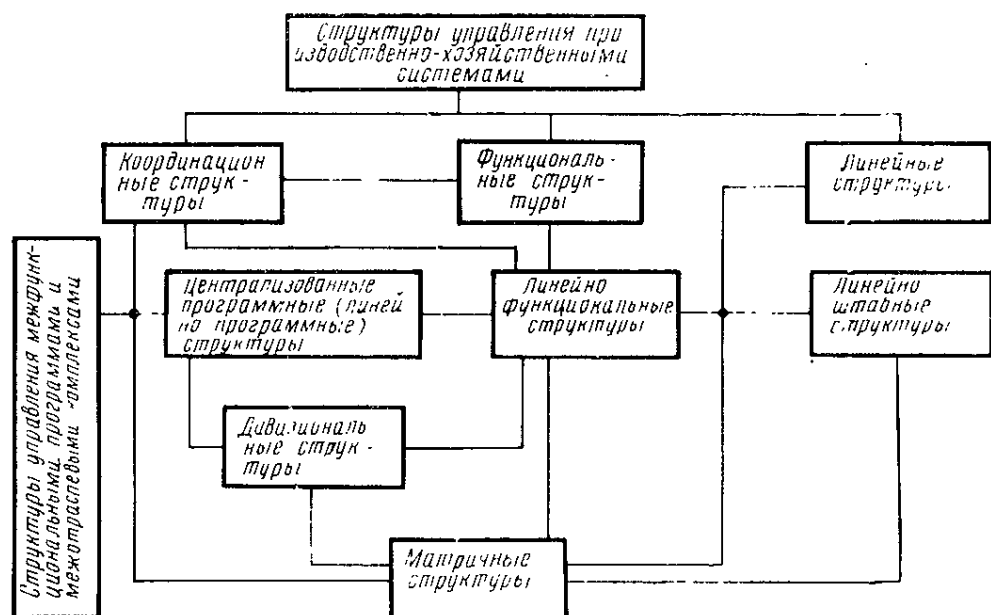 Структуры управления при
изводственно-хозяйственными
системами
Координацион
ные струк-
туры
Функциональ-
ные струк-
туры
Линейные
структуры
Структуры управления межфунк-
циональными программами и
межотраслевыми -омплексами
Централизованные
программные (линей
но программные)
структуры
Линейно
функциональные
структуры
Линейно
штабные
структуры
Дивизиональ
ные струк-
туры
Матричные
структуры